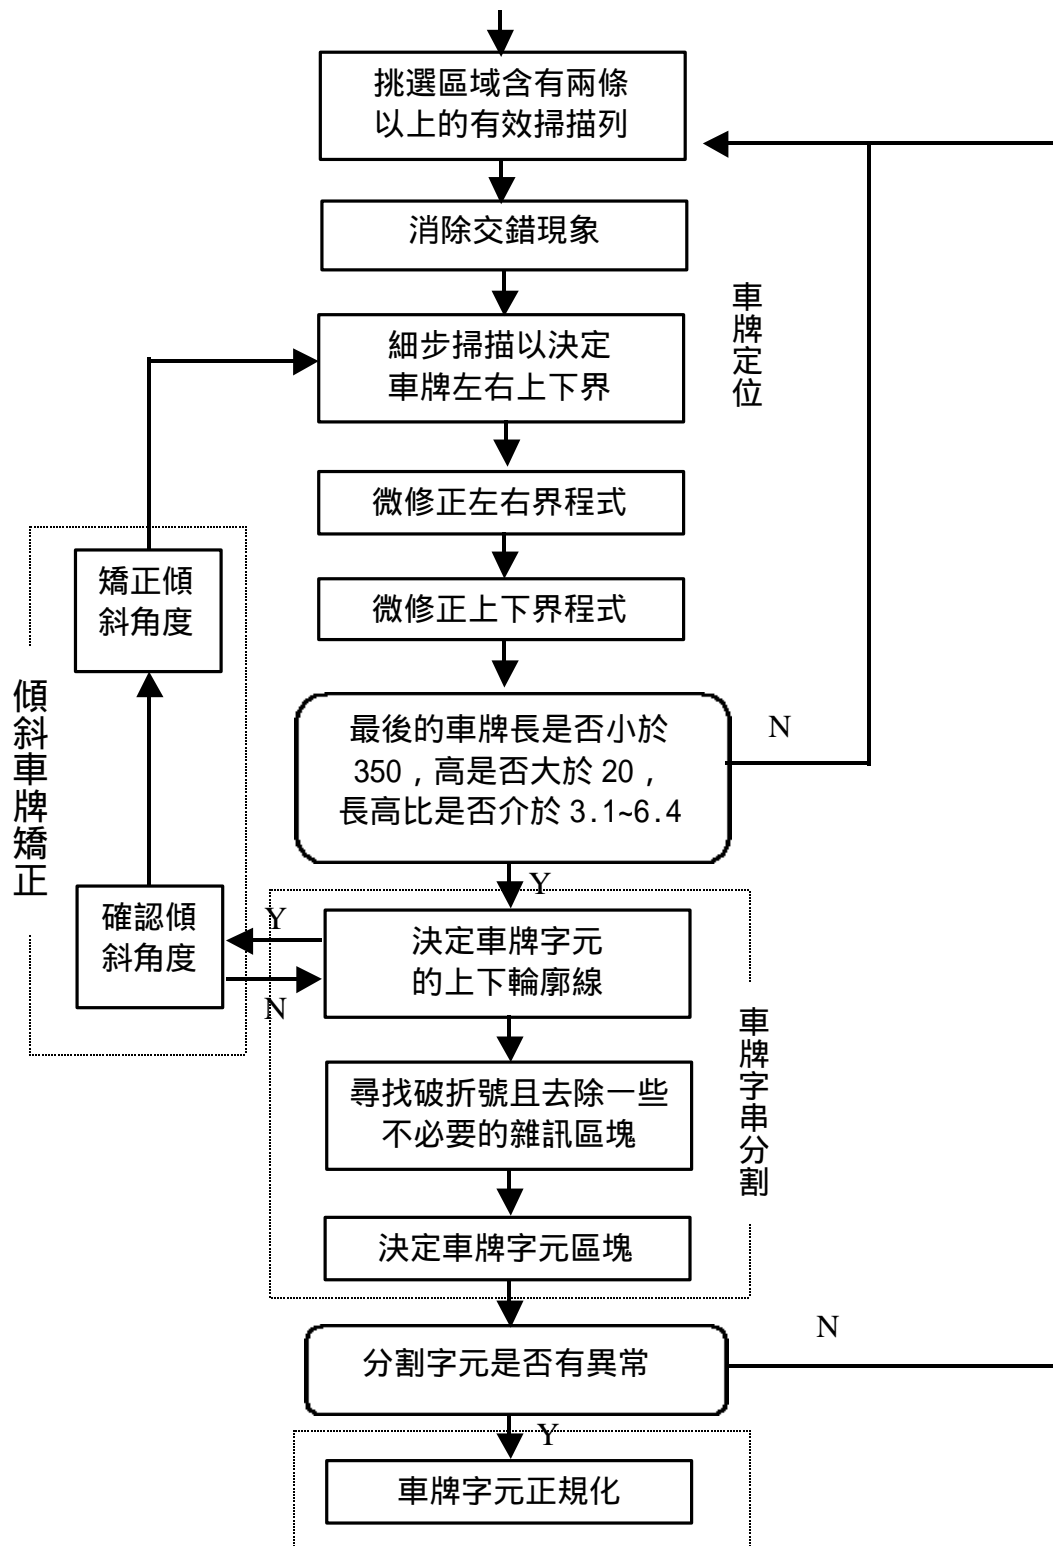 挑選區域含有兩條
以上的有效掃描列
消除交錯現象
車牌定位
細步掃描以決定
車牌左右上下界
微修正左右界程式
矯正傾
斜角度
微修正上下界程式
傾斜車牌矯正
最後的車牌長是否小於
350，高是否大於 20，
長高比是否介於 3.1~6.4
N
Y
確認傾
斜角度
Y
N
決定車牌字元
的上下輪廓線
車牌字串分割
尋找破折號且去除一些
不必要的雜訊區塊
決定車牌字元區塊
分割字元是否有異常
N
Y
車牌字元正規化